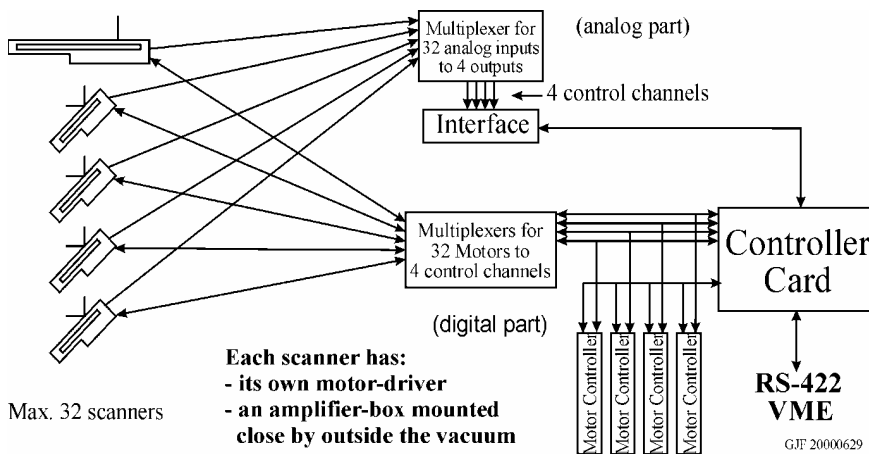 Multiplexer for
32 analog inputs
to 4 outputs
(analog part)
4 control channels
Interface
Multiplexers for
32 Motors to
4 control channels
Controller
Card
(digital part)
Each scanner has:
- its own motor-driver
- an amplifier-box mounted
close by outside the vacuum
Motor Controller
Motor Controller
Motor Controller
Motor Controller
RS-422
VME
Max. 32 scanners
GJF 20000629